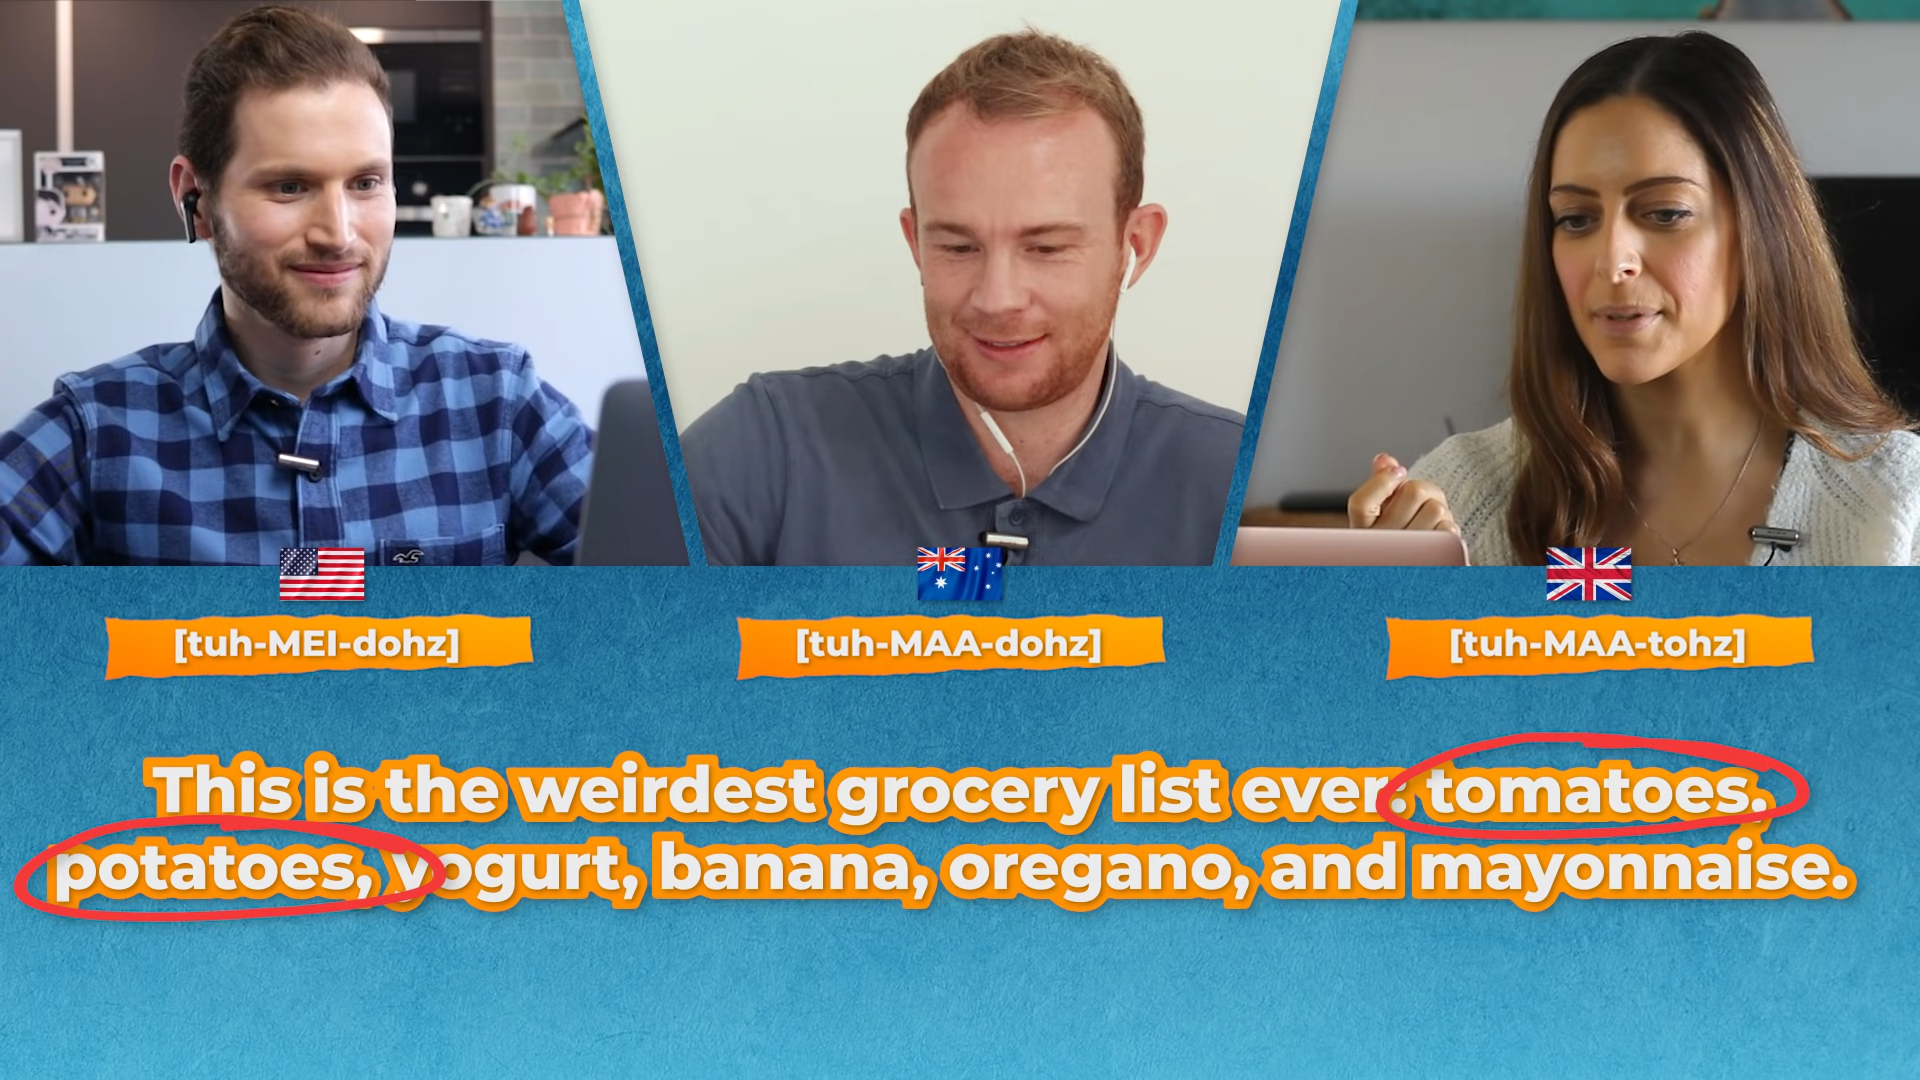 [tuh-MEI-dohz]
[tuh-MAA-dohz]
[tuh-MAA-tohz]
This is the weirdest grocery list ever: tomatoes.
potatoes, yogurt, banana, oregano, and mayonnaise.